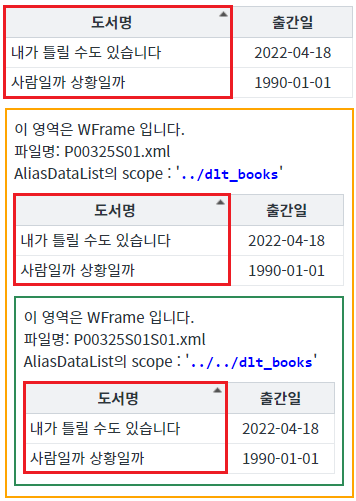 도서명 출간일
내가 틀릴 수도 있습니다 2022-04-18
사람일까 상황일까 1990-01-01
이 영역은 WFrame 입니다.
파일명: P00325S01.xml
AliasDataList의 scope : '../dlt_books'
도서명 출간일
내가 틀릴 수도 있습니다 2022-04-18
사람일까 상황일까 1990-01-01
이 영역은 WFrame 입니다.
파일명: P00325S01S01.xml
AliasDataList의 scope : '../../dlt_books'
도서명 출간일
내가 틀릴 수도 있습니다 2022-04-18
사람일까 상황일까 1990-01-01